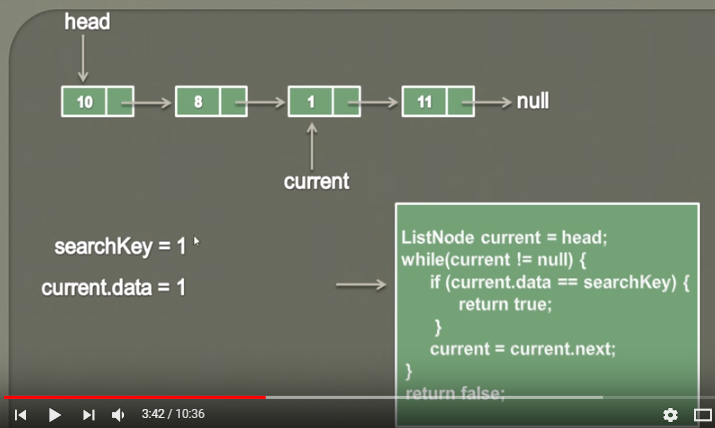 head
10 8 1 11 null
current
searchKey = 1
current.data = 1
ListNode current = head;
while(current != null) {
if (current.data == searchKey) {
return true;
}
current = current.next;
}
return false;
3:42 / 10:36